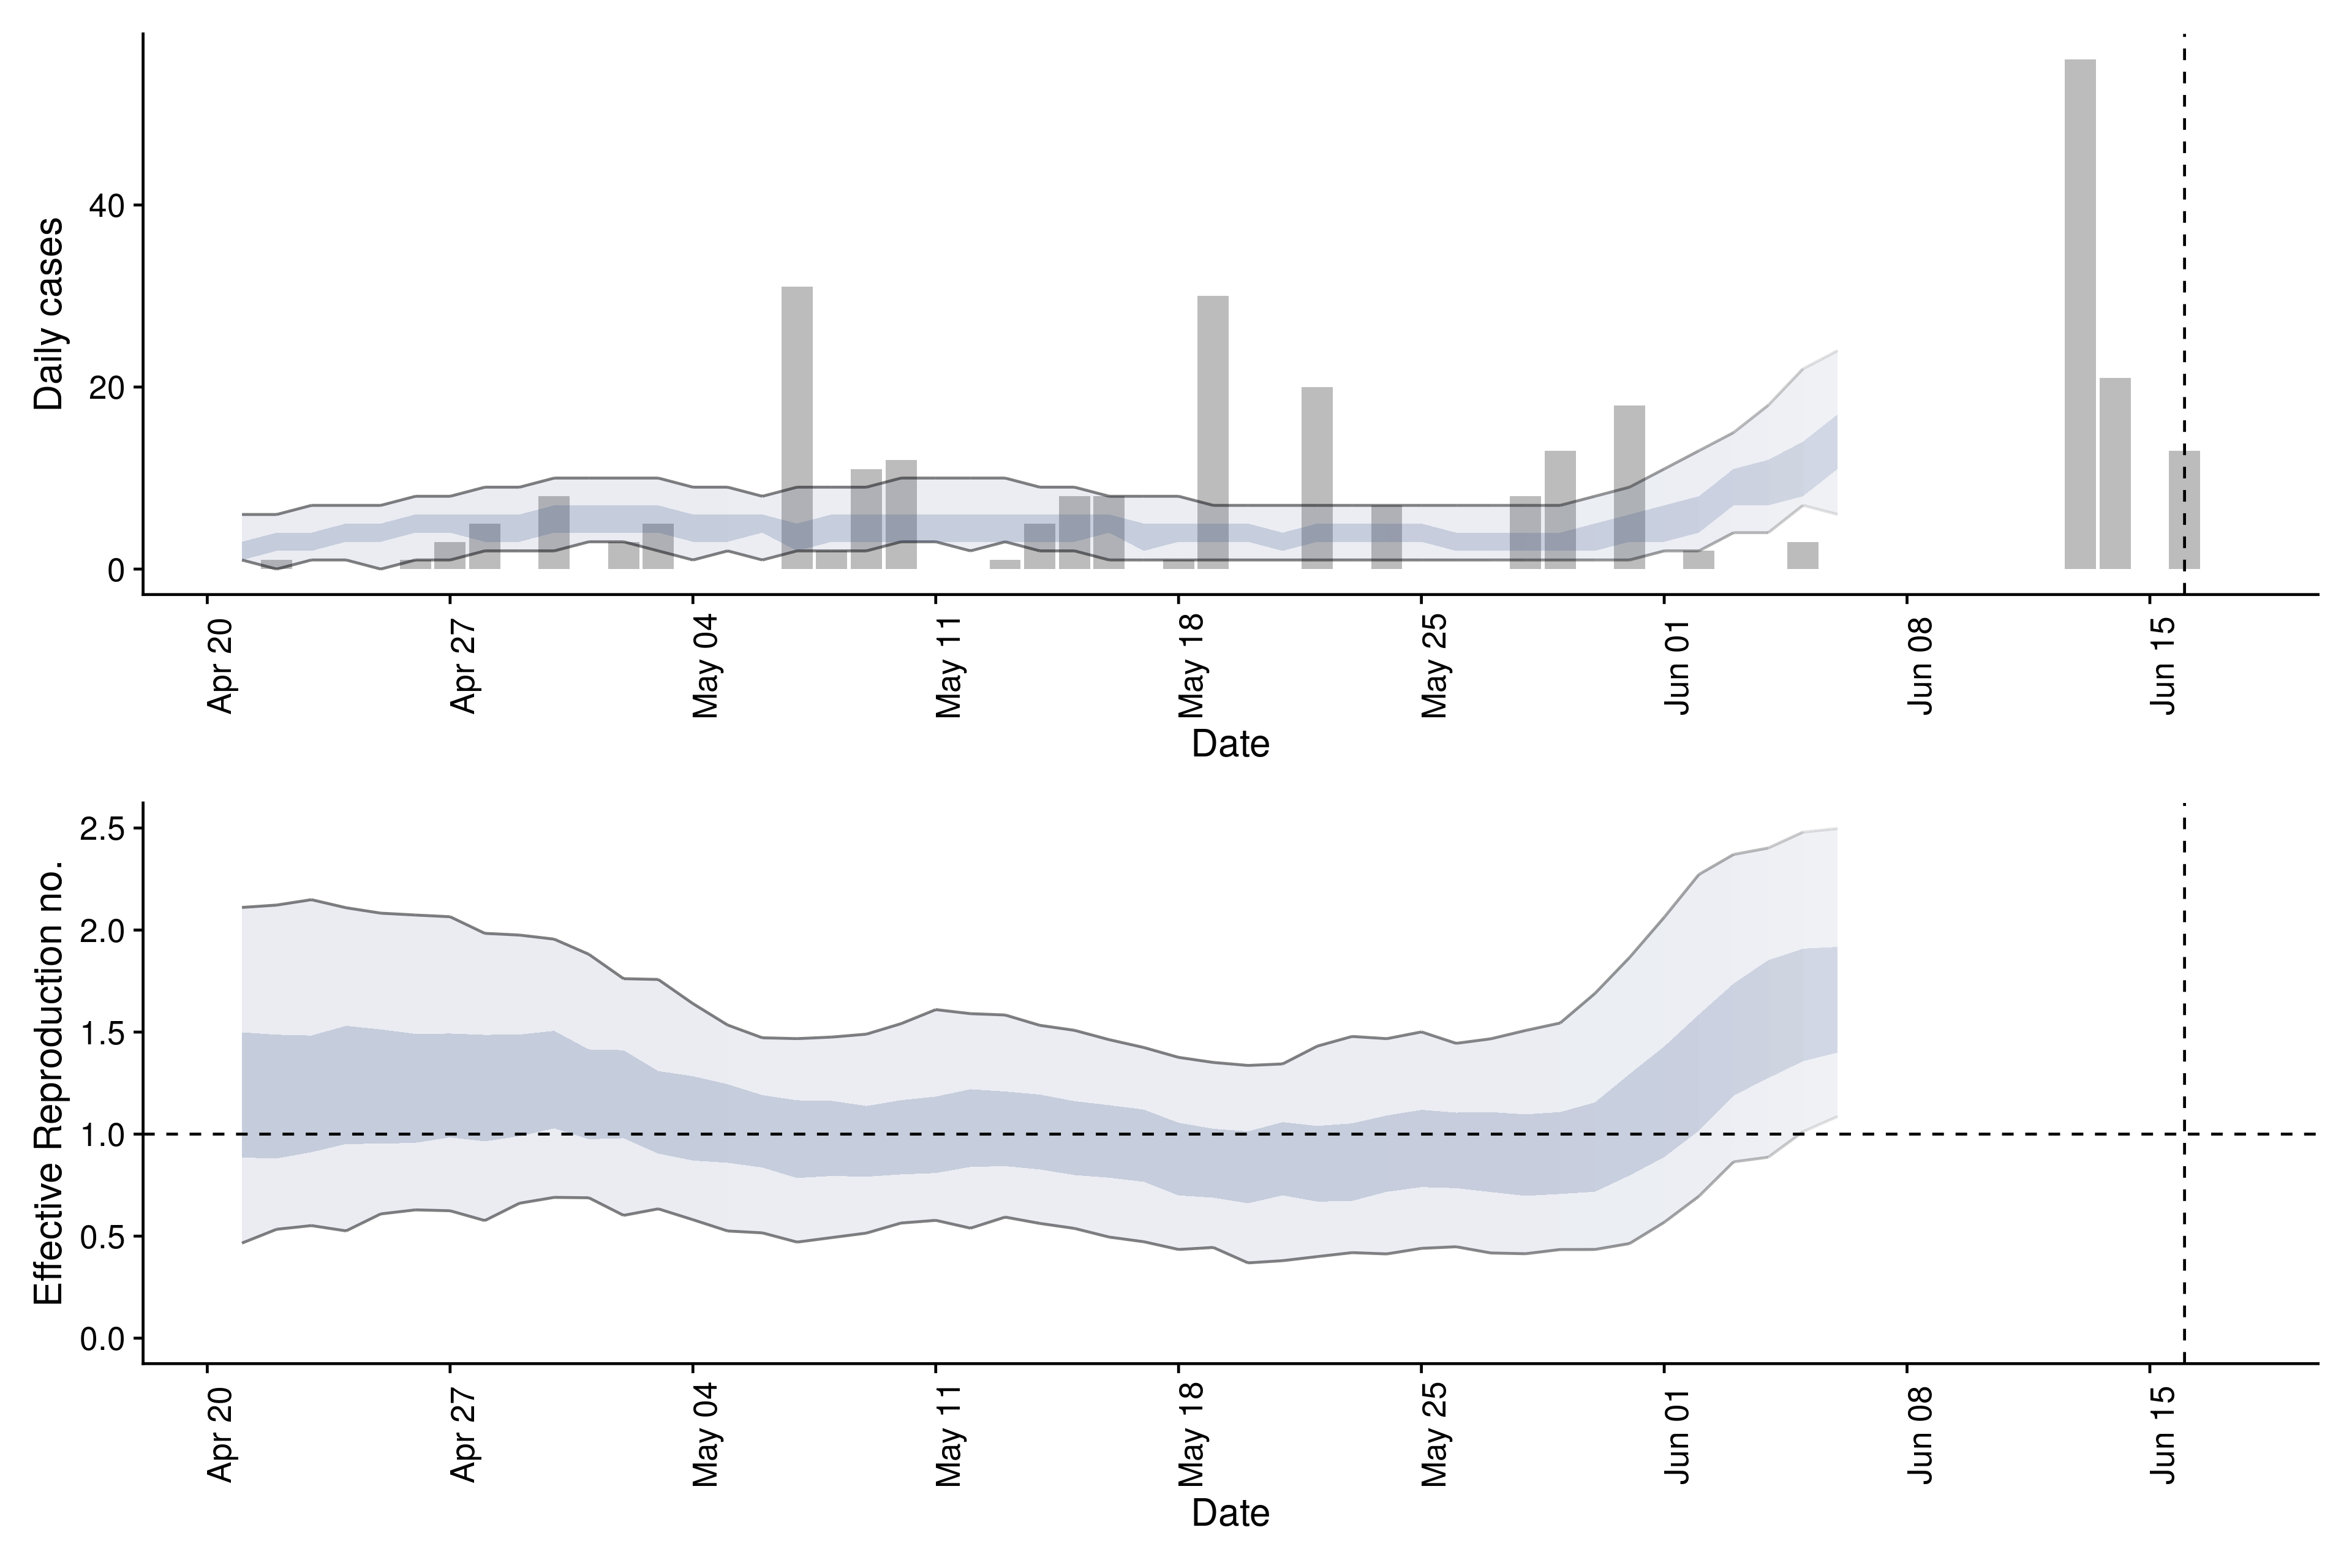 Daily cases
40
20
0
Apr 20
Apr 27
May 04
May 11
May 18
May 25
Jun 01
Jun 08
Jun 15
Date
Effective Reproduction no.
2.5
2.0
1.5
1.0
0.5
0.0
Apr 20
Apr 27
May 04
May 11
May 18
May 25
Jun 01
Jun 08
Jun 15
Date